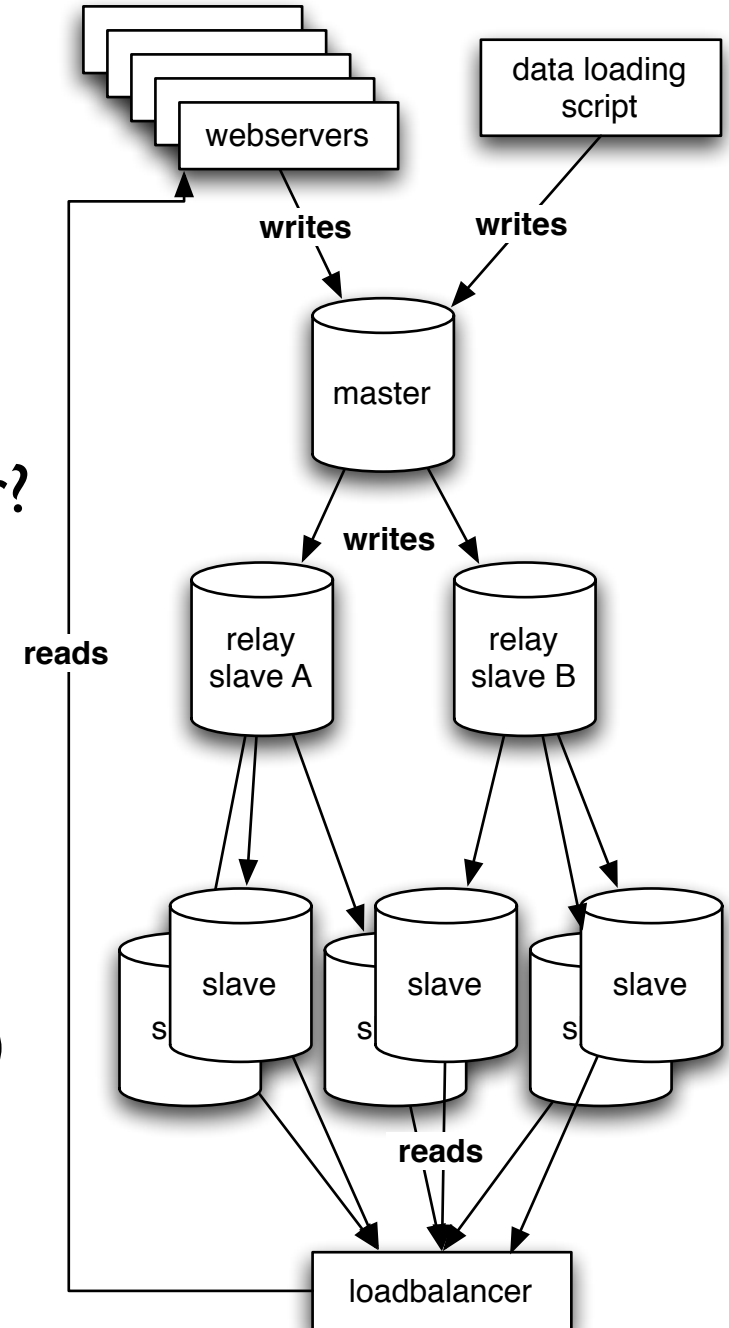 webservers
data loading
script
writes
writes
master
writes
relay
slave A
relay
slave B
reads
slave
slave
slave
s
s
s
reads
loadbalancer
?
)